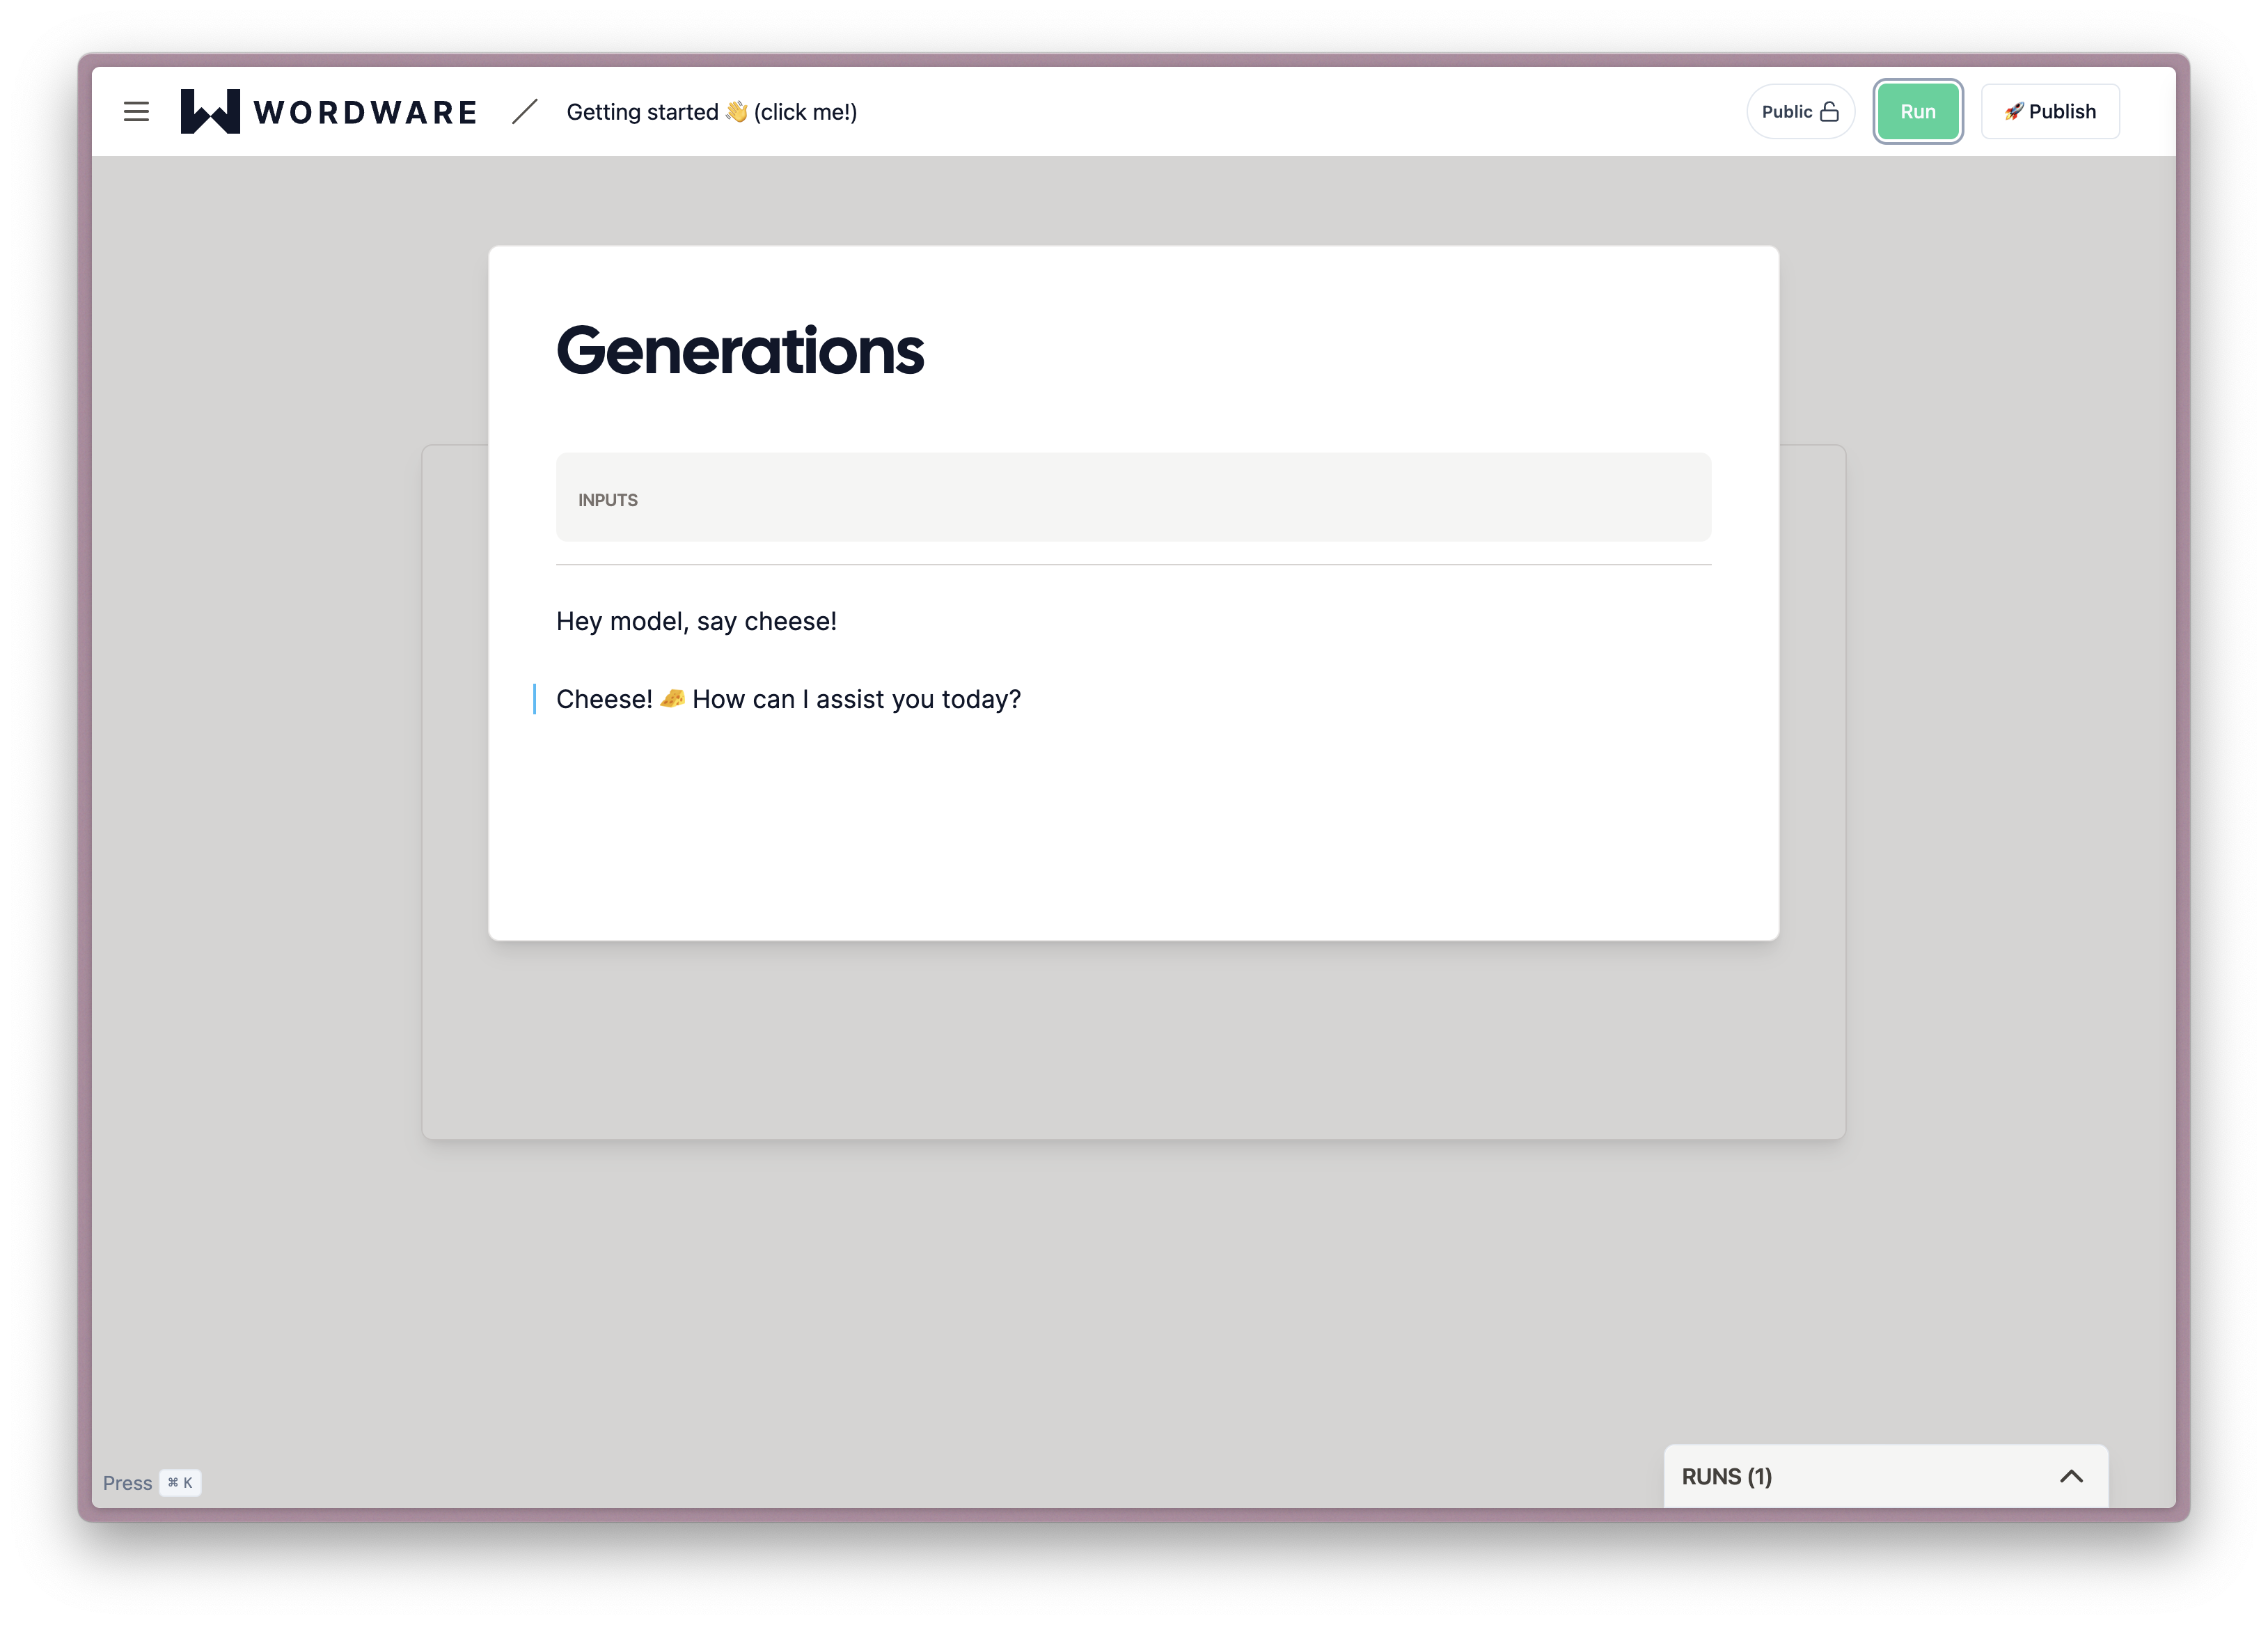 WORDWARE / Getting started 👋 (click me!) Public Run 🚀 Publish
Generations
INPUTS
Hey model, say cheese!
Cheese! 🧀 How can I assist you today?
Press ⌘ K
RUNS (1)